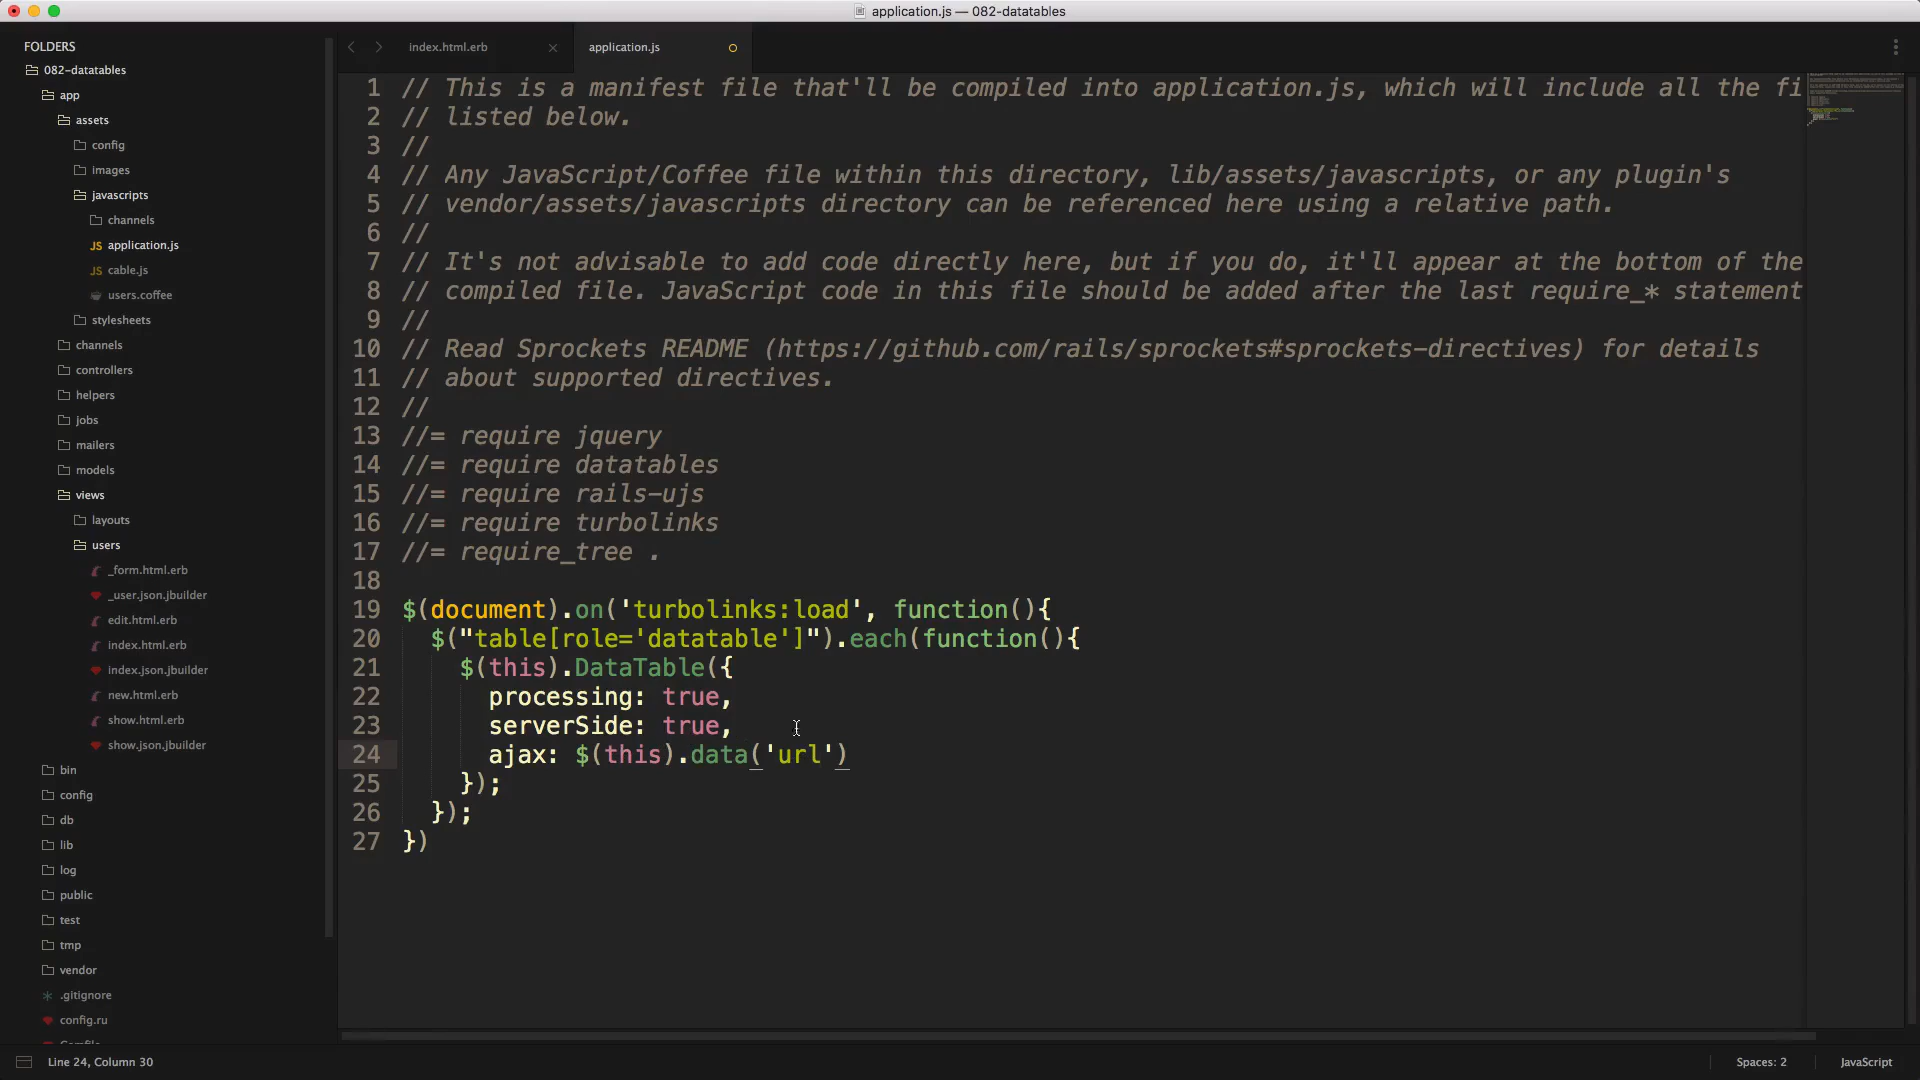 application.js — 082-datatables
FOLDERS
082-datatables
app
assets
config
images
javascripts
channels
JS application.js
JS cable.js
users.coffee
stylesheets
channels
controllers
helpers
jobs
mailers
models
views
layouts
users
_form.html.erb
_user.json.jbuilder
edit.html.erb
index.html.erb
index.json.jbuilder
new.html.erb
show.html.erb
show.json.jbuilder
bin
config
db
lib
log
public
test
tmp
vendor
.gitignore
config.ru
index.html.erb
application.js
1 // This is a manifest file that'll be compiled into application.js, which will include all the fi
2 // listed below.
3 //
4 // Any JavaScript/Coffee file within this directory, lib/assets/javascripts, or any plugin's
5 // vendor/assets/javascripts directory can be referenced here using a relative path.
6 //
7 // It's not advisable to add code directly here, but if you do, it'll appear at the bottom of the
8 // compiled file. JavaScript code in this file should be added after the last require_* statement
9 //
10 // Read Sprockets README (https://github.com/rails/sprockets#sprockets-directives) for details
11 // about supported directives.
12 //
13 //= require jquery
14 //= require datatables
15 //= require rails-ujs
16 //= require turbolinks
17 //= require_tree .
18
19 $(document).on('turbolinks:load', function(){
20 $("table[role='datatable']").each(function(){
21 $(this).DataTable({
22 processing: true,
23 serverSide: true,
24 ajax: $(this).data('url')
25 });
26 });
27 })
Line 24, Column 30
Spaces: 2
JavaScript